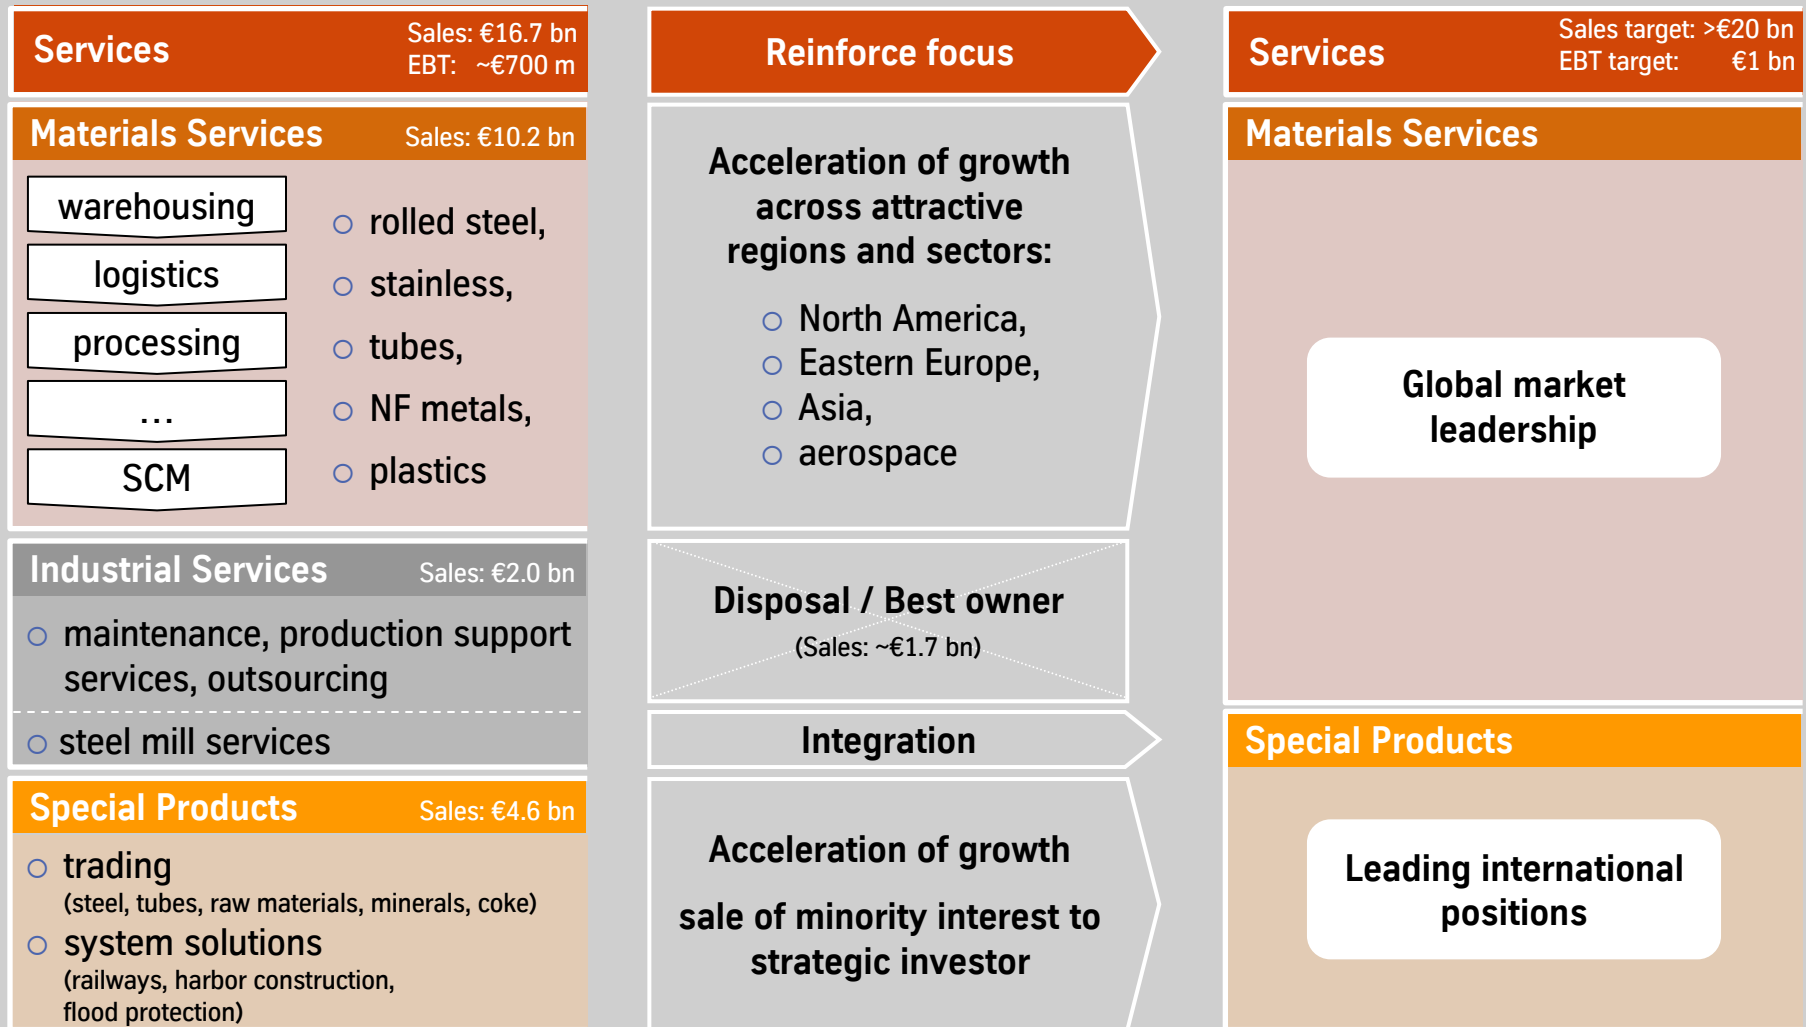 Services
Sales: €16.7 bn
EBT: ~€700 m
Materials Services
Sales: €10.2 bn
warehousing
logistics
processing
...
SCM
○ rolled steel,
○ stainless,
○ tubes,
○ NF metals,
○ plastics
Industrial Services
Sales: €2.0 bn
○ maintenance, production support
services, outsourcing
○ steel mill services
Special Products
Sales: €4.6 bn
○ trading
(steel, tubes, raw materials, minerals, coke)
○ system solutions
(railways, harbor construction,
flood protection)
Reinforce focus
Acceleration of growth
across attractive
regions and sectors:
○ North America,
○ Eastern Europe,
○ Asia,
○ aerospace
Disposal / Best owner
(Sales: ~€1.7 bn)
Integration
Acceleration of growth
sale of minority interest to
strategic investor
Services
Sales target: >€20 bn
EBT target: €1 bn
Materials Services
Global market
leadership
Special Products
Leading international
positions